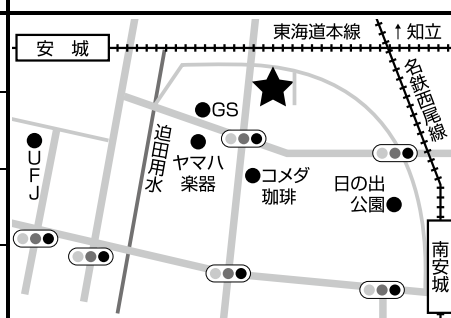 東海道本線
↑知立
安城
名鉄西尾線
GS
迫田用水
ヤマハ
楽器
UFJ
コメダ
珈琲
日の出
公園
南安城